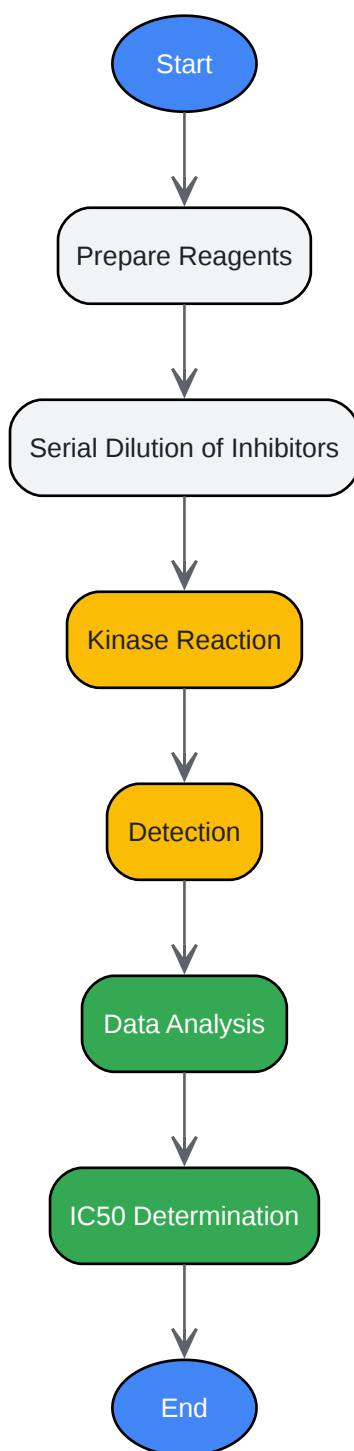 Start
Prepare Reagents
Serial Dilution of Inhibitors
Kinase Reaction
Detection
Data Analysis
IC50 Determination
End